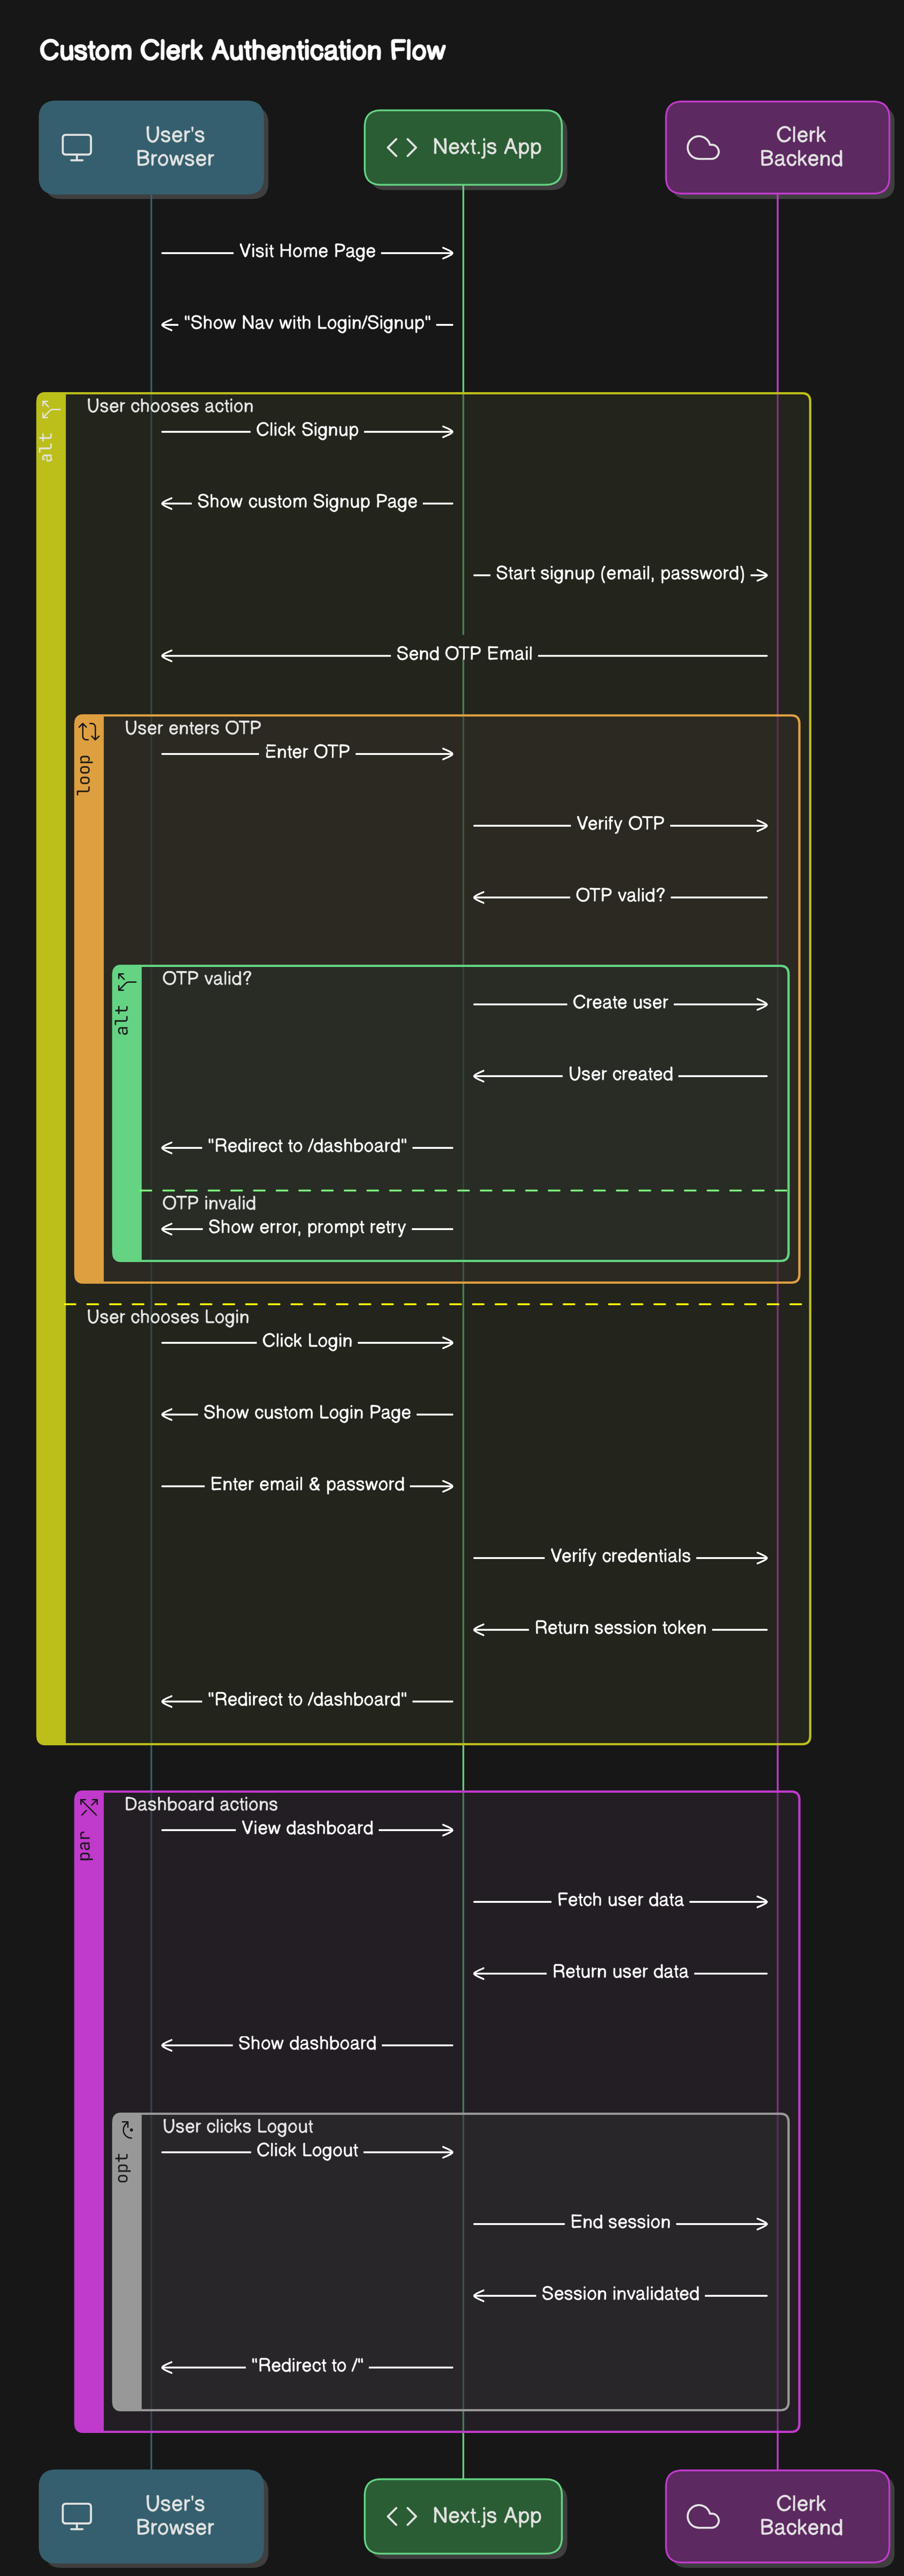 Custom Clerk Authentication Flow
User's
Browser
Next.js App
Clerk
Backend
Visit Home Page
"Show Nav with Login/Signup"
alt
User chooses action
Click Signup
Show custom Signup Page
Start signup (email, password)
Send OTP Email
loop
User enters OTP
Enter OTP
Verify OTP
OTP valid?
alt
OTP valid?
Create user
User created
"Redirect to /dashboard"
OTP invalid
Show error, prompt retry
User chooses Login
Click Login
Show custom Login Page
Enter email & password
Verify credentials
Return session token
"Redirect to /dashboard"
par
Dashboard actions
View dashboard
Fetch user data
Return user data
Show dashboard
opt
User clicks Logout
Click Logout
End session
Session invalidated
"Redirect to /"
User's
Browser
Next.js App
Clerk
Backend